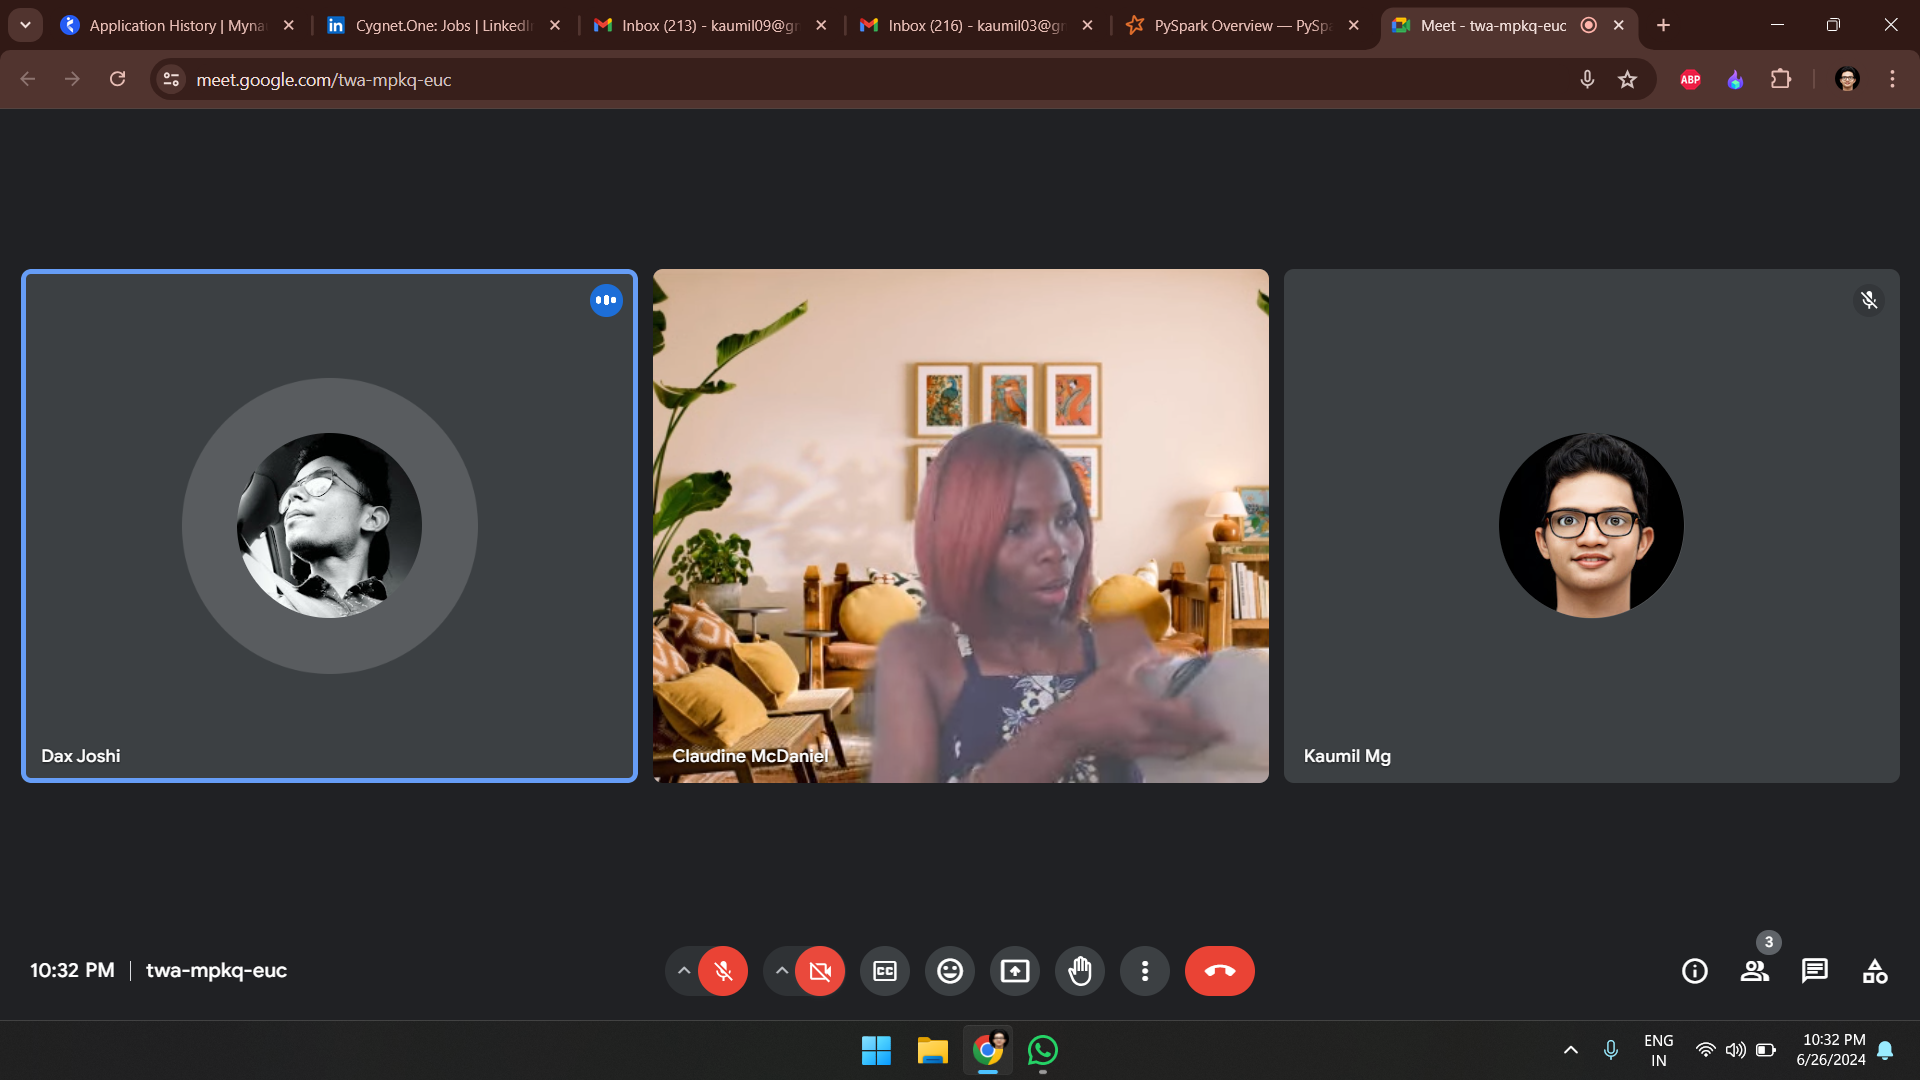 Application History | Myna
Cygnet.One: Jobs | LinkedI
Inbox (213) - kaumil09@g
Inbox (216) - kaumil03@g
PySpark Overview — PySp
Meet - twa-mpkq-euc
meet.google.com/twa-mpkq-euc
ABP
Dax Joshi
Claudine McDaniel
Kaumil Mg
10:32 PM | twa-mpkq-euc
CC
3
ENG
IN
10:32 PM
6/26/2024